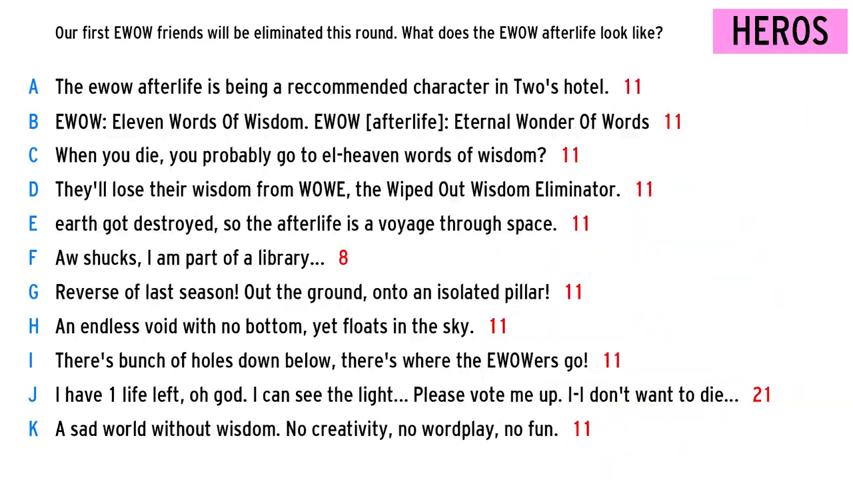 Our first EWOW friends will be eliminated this round. What does the EWOW afterlife look like?
HEROS
A The ewow afterlife is being a reccommended character in Two's hotel. 11
B EWOW: Eleven Words Of Wisdom. EWOW [afterlife]: Eternal Wonder Of Words 11
C When you die, you probably go to el-heaven words of wisdom? 11
D They'll lose their wisdom from WOWE, the Wiped Out Wisdom Eliminator. 11
E earth got destroyed, so the afterlife is a voyage through space. 11
F Aw shucks, I am part of a library... 8
G Reverse of last season! Out the ground, onto an isolated pillar! 11
H An endless void with no bottom, yet floats in the sky. 11
I There's bunch of holes down below, there's where the EWOWers go! 11
J I have 1 life left, oh god. I can see the light... Please vote me up. I-I don't want to die... 21
K A sad world without wisdom. No creativity, no wordplay, no fun. 11